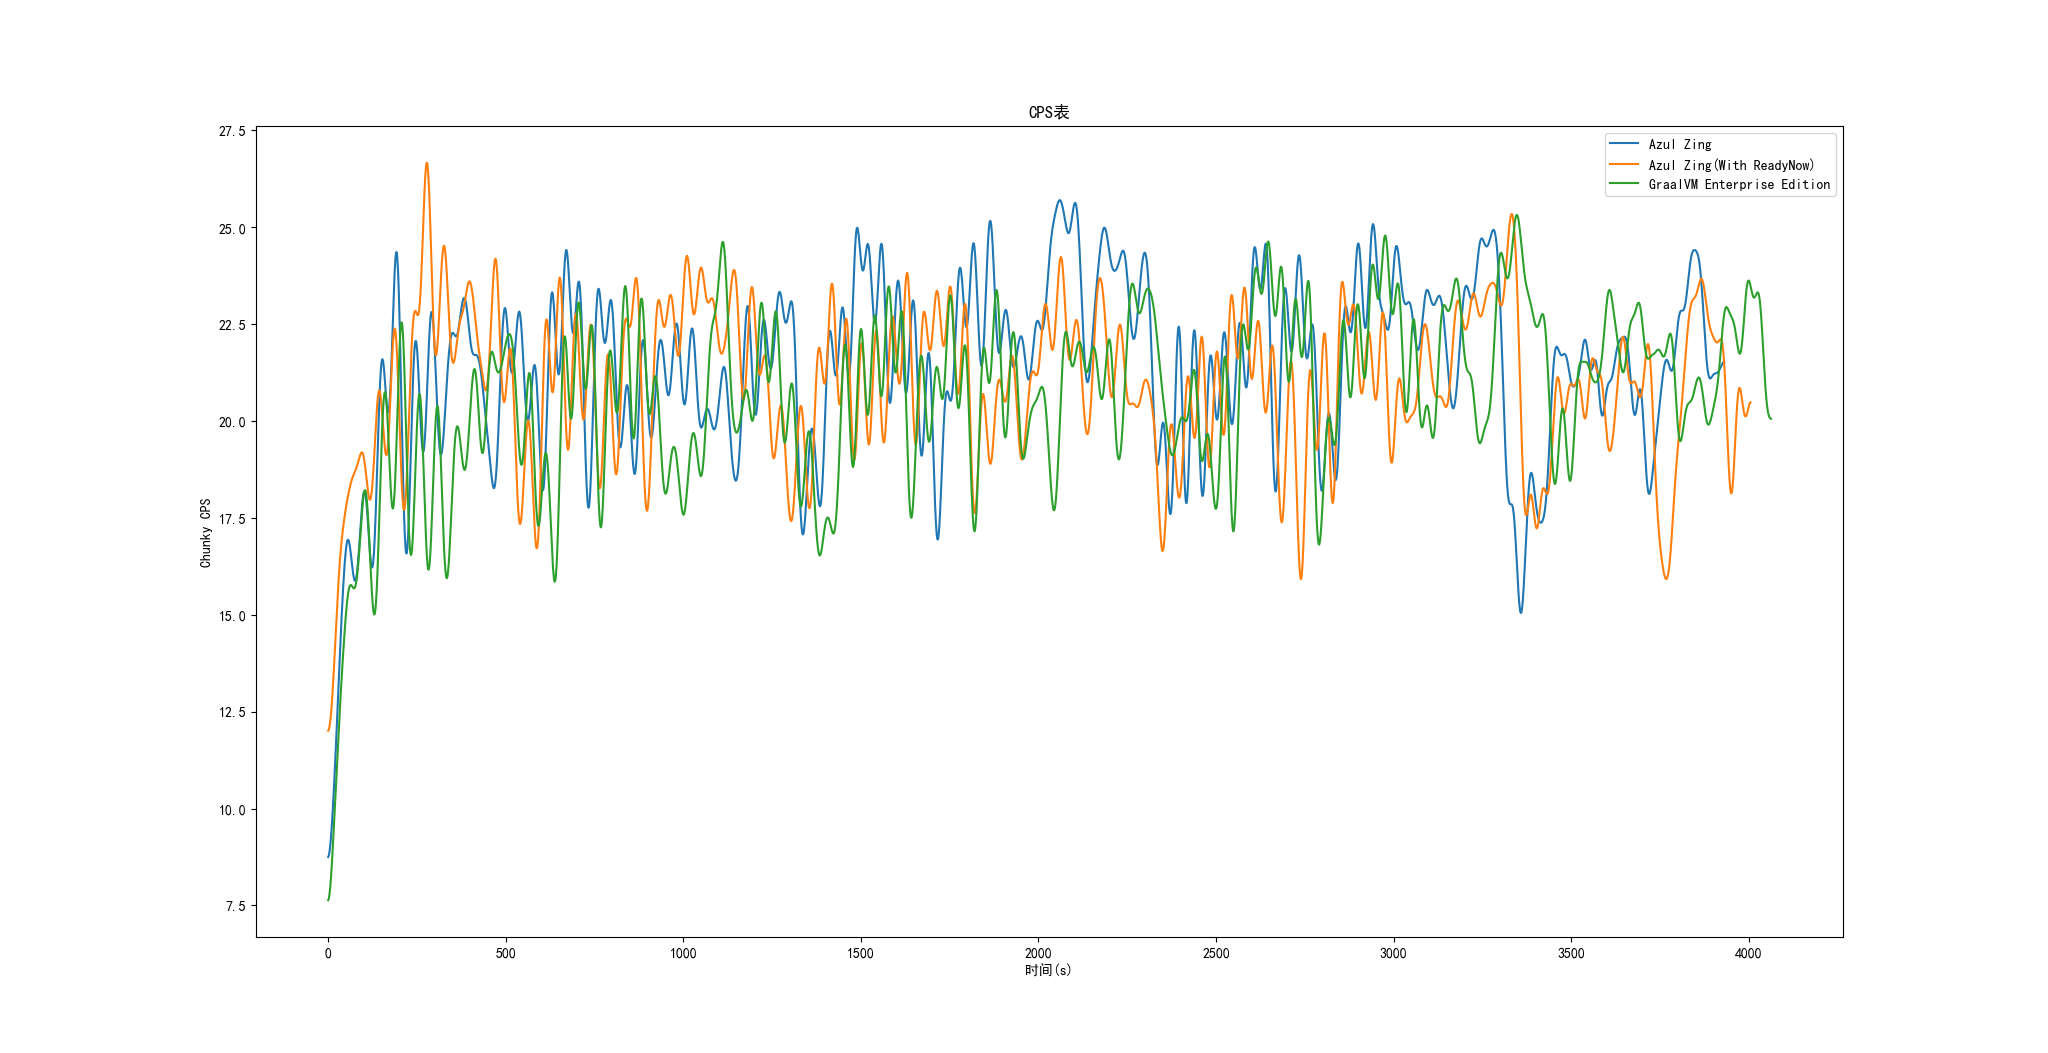 CPS表
27.5
25.0
22.5
20.0
17.5
15.0
12.5
10.0
7.5
Chunky CPS
Azul Zing
Azul Zing(With ReadyNow)
GraalVM Enterprise Edition
0 500 1000 1500 2000 2500 3000 3500 4000
时间(s)